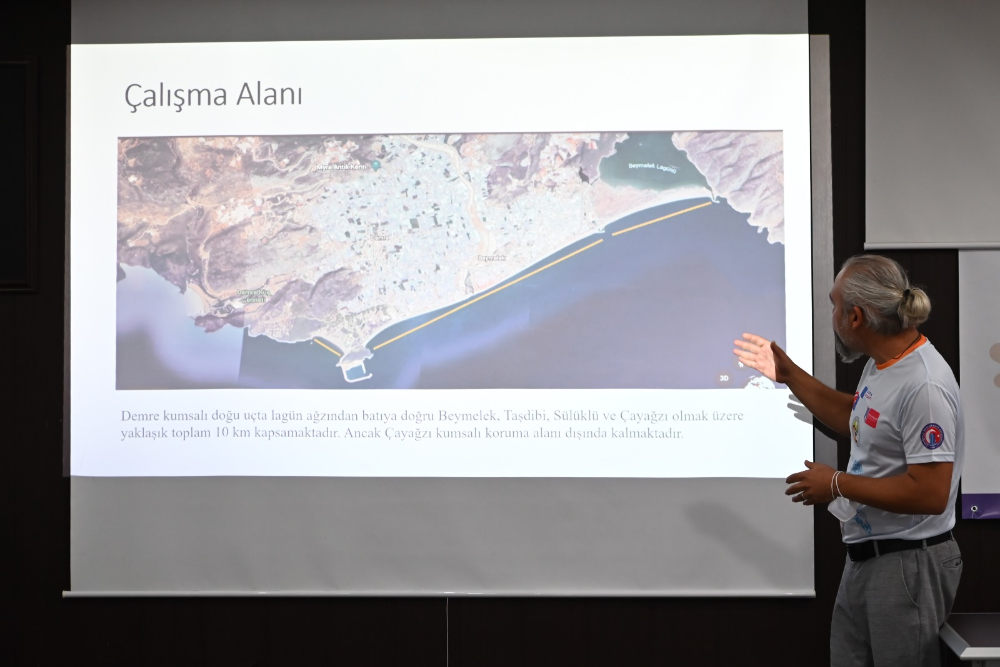 Çalışma Alanı
Beymelek Lagünü
Myra Antik Kenti
Demre
Beymelek
Demre Kuş
Cenneti
3D
Demre kumsalı doğu uçta lagün ağzından batıya doğru Beymelek, Taşdibi, Sülüklü ve Çayağzı olmak üzere
yaklaşık toplam 10 km kapsamaktadır. Ancak Çayağzı kumsalı koruma alanı dışında kalmaktadır.